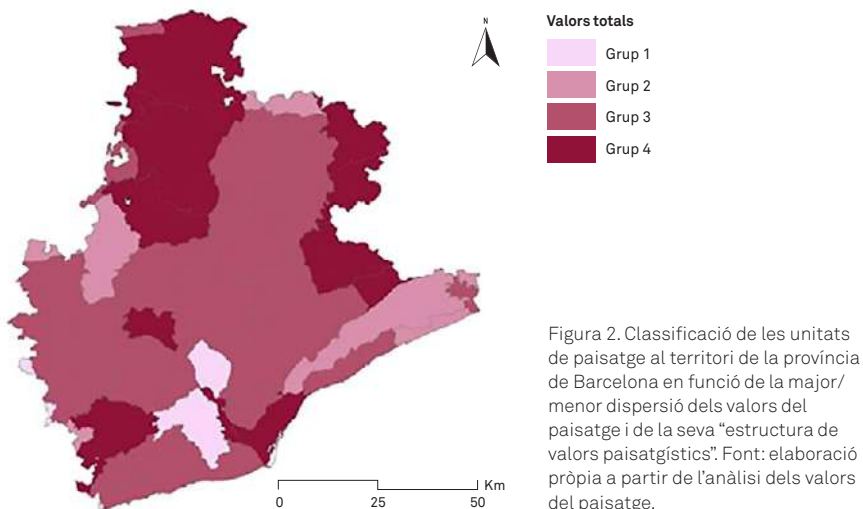 N
Valors totals
Grup 1
Grup 2
Grup 3
Grup 4
Km
0 25 50
Figura 2. Classificació de les unitats
de paisatge al territori de la província
de Barcelona en funció de la major/
menor dispersió dels valors del
paisatge i de la seva “estructura de
valors paisatgístics”. Font: elaboració
pròpia a partir de l’anàlisi dels valors
del paisatge.